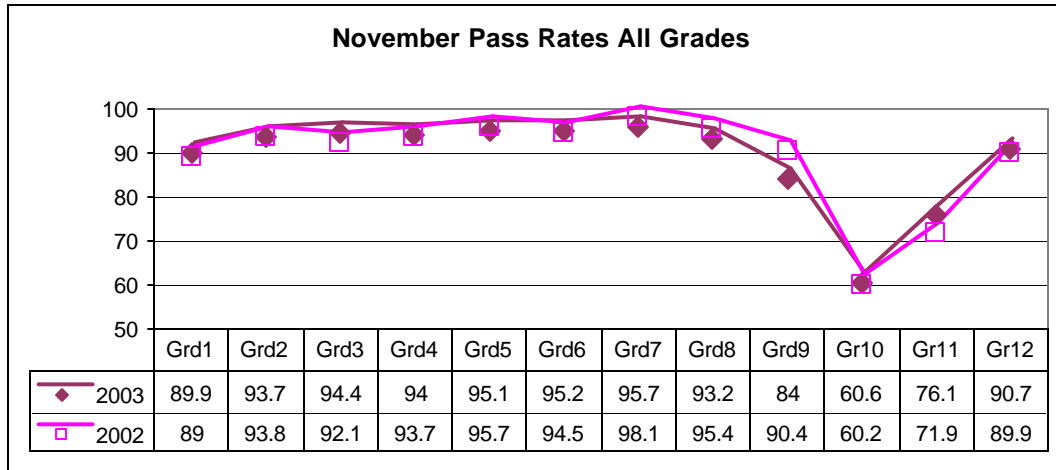 November Pass Rates All Grades
100
90
80
70
60
50
Grd1 Grd2 Grd3 Grd4 Grd5 Grd6 Grd7 Grd8 Grd9 Gr10 Gr11 Gr12
2003 89.9 93.7 94.4 94 95.1 95.2 95.7 93.2 84 60.6 76.1 90.7
2002 89 93.8 92.1 93.7 95.7 94.5 98.1 95.4 90.4 60.2 71.9 89.9